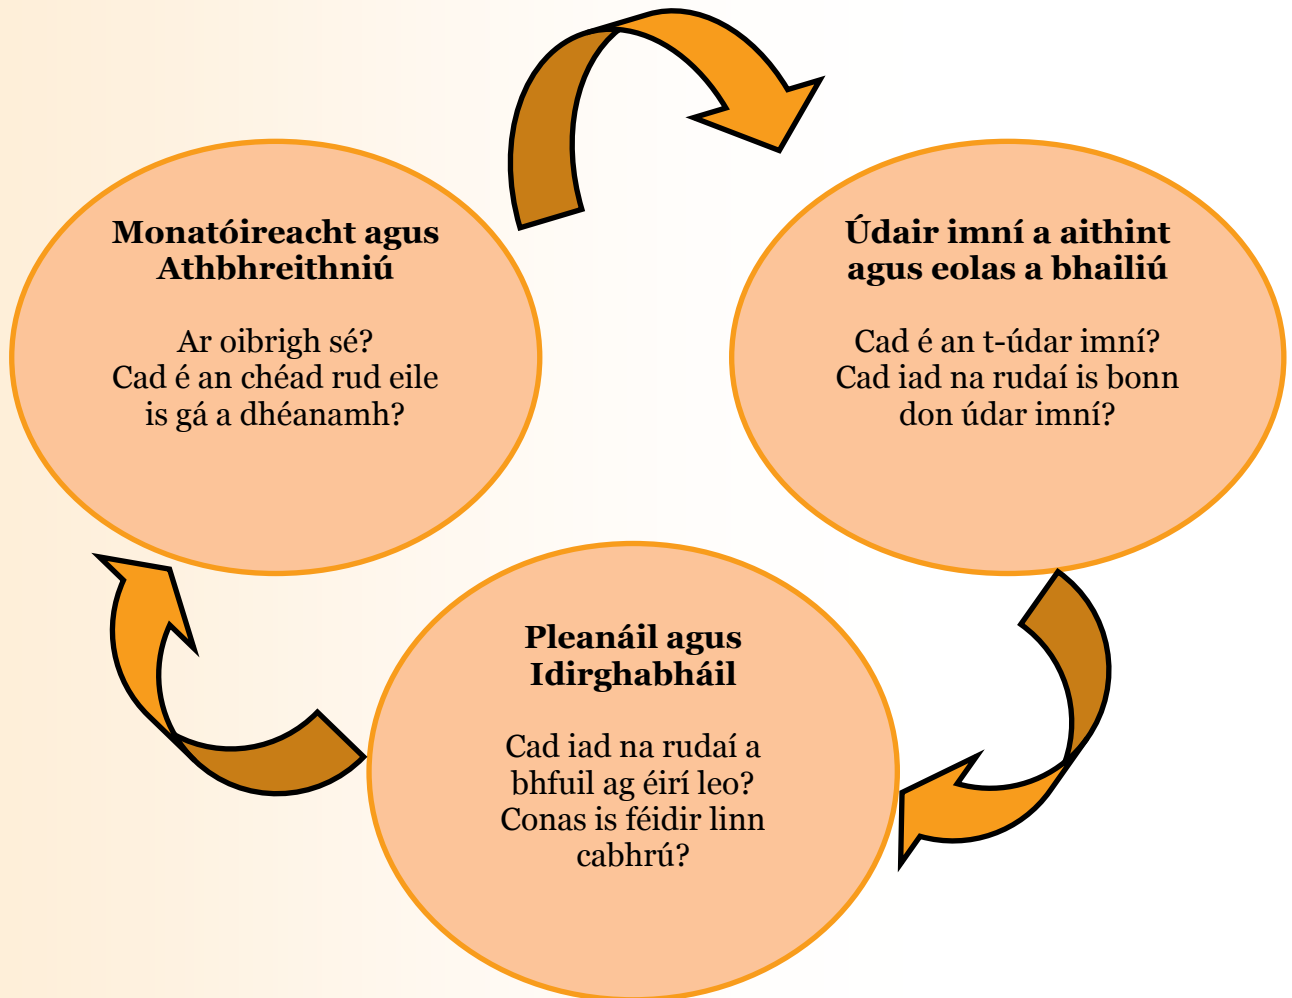 Monatóireacht agus
Athbhreithniú
Ar oibrigh sé?
Cad é an chéad rud eile
is gá a dhéanamh?
Údair imní a aithint
agus eolas a bhailiú
Cad é an t-údar imní?
Cad iad na rudaí is bonn
don údar imní?
Pleanáil agus
Idirghabháil
Cad iad na rudaí a
bhfuil ag éirí leo?
Conas is féidir linn
cabhrú?